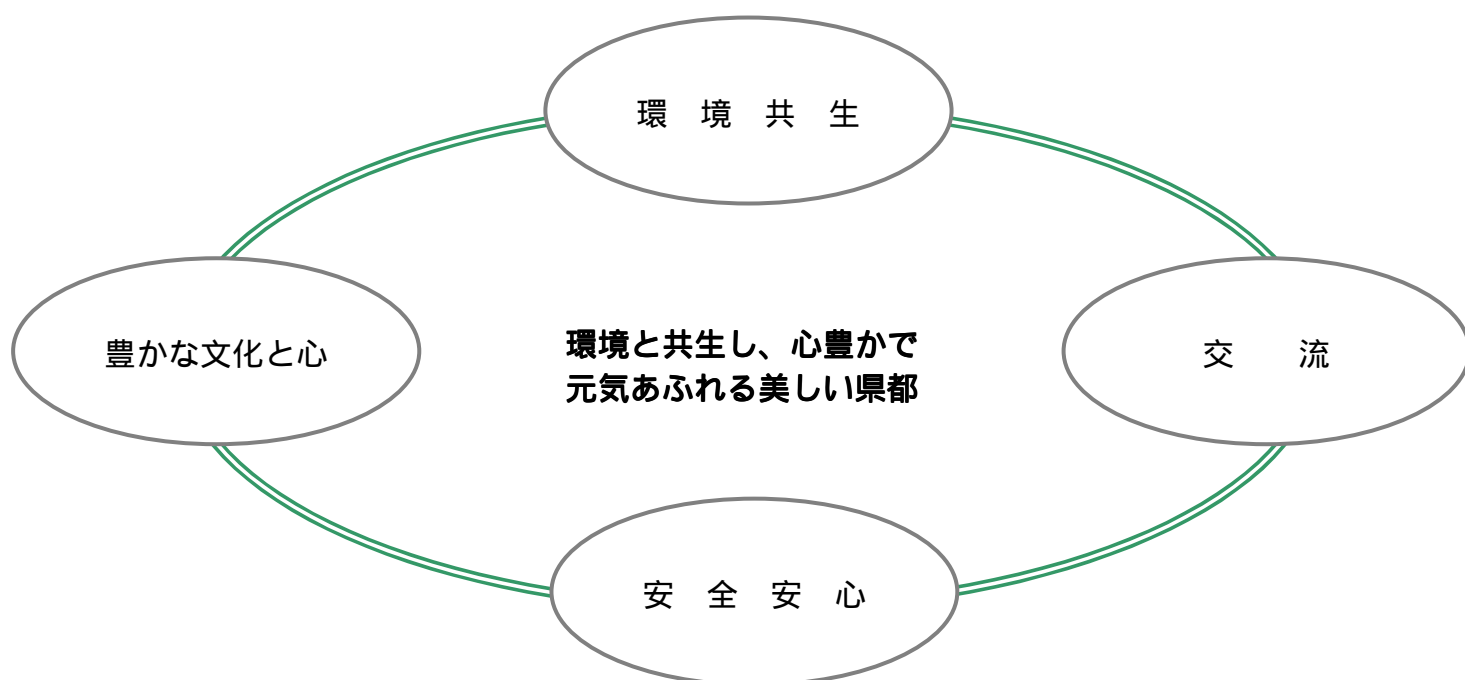 環　境　共　生
豊かな文化と心
環境と共生し、心豊かで
元気あふれる美しい県都
交　　流
安　全　安　心